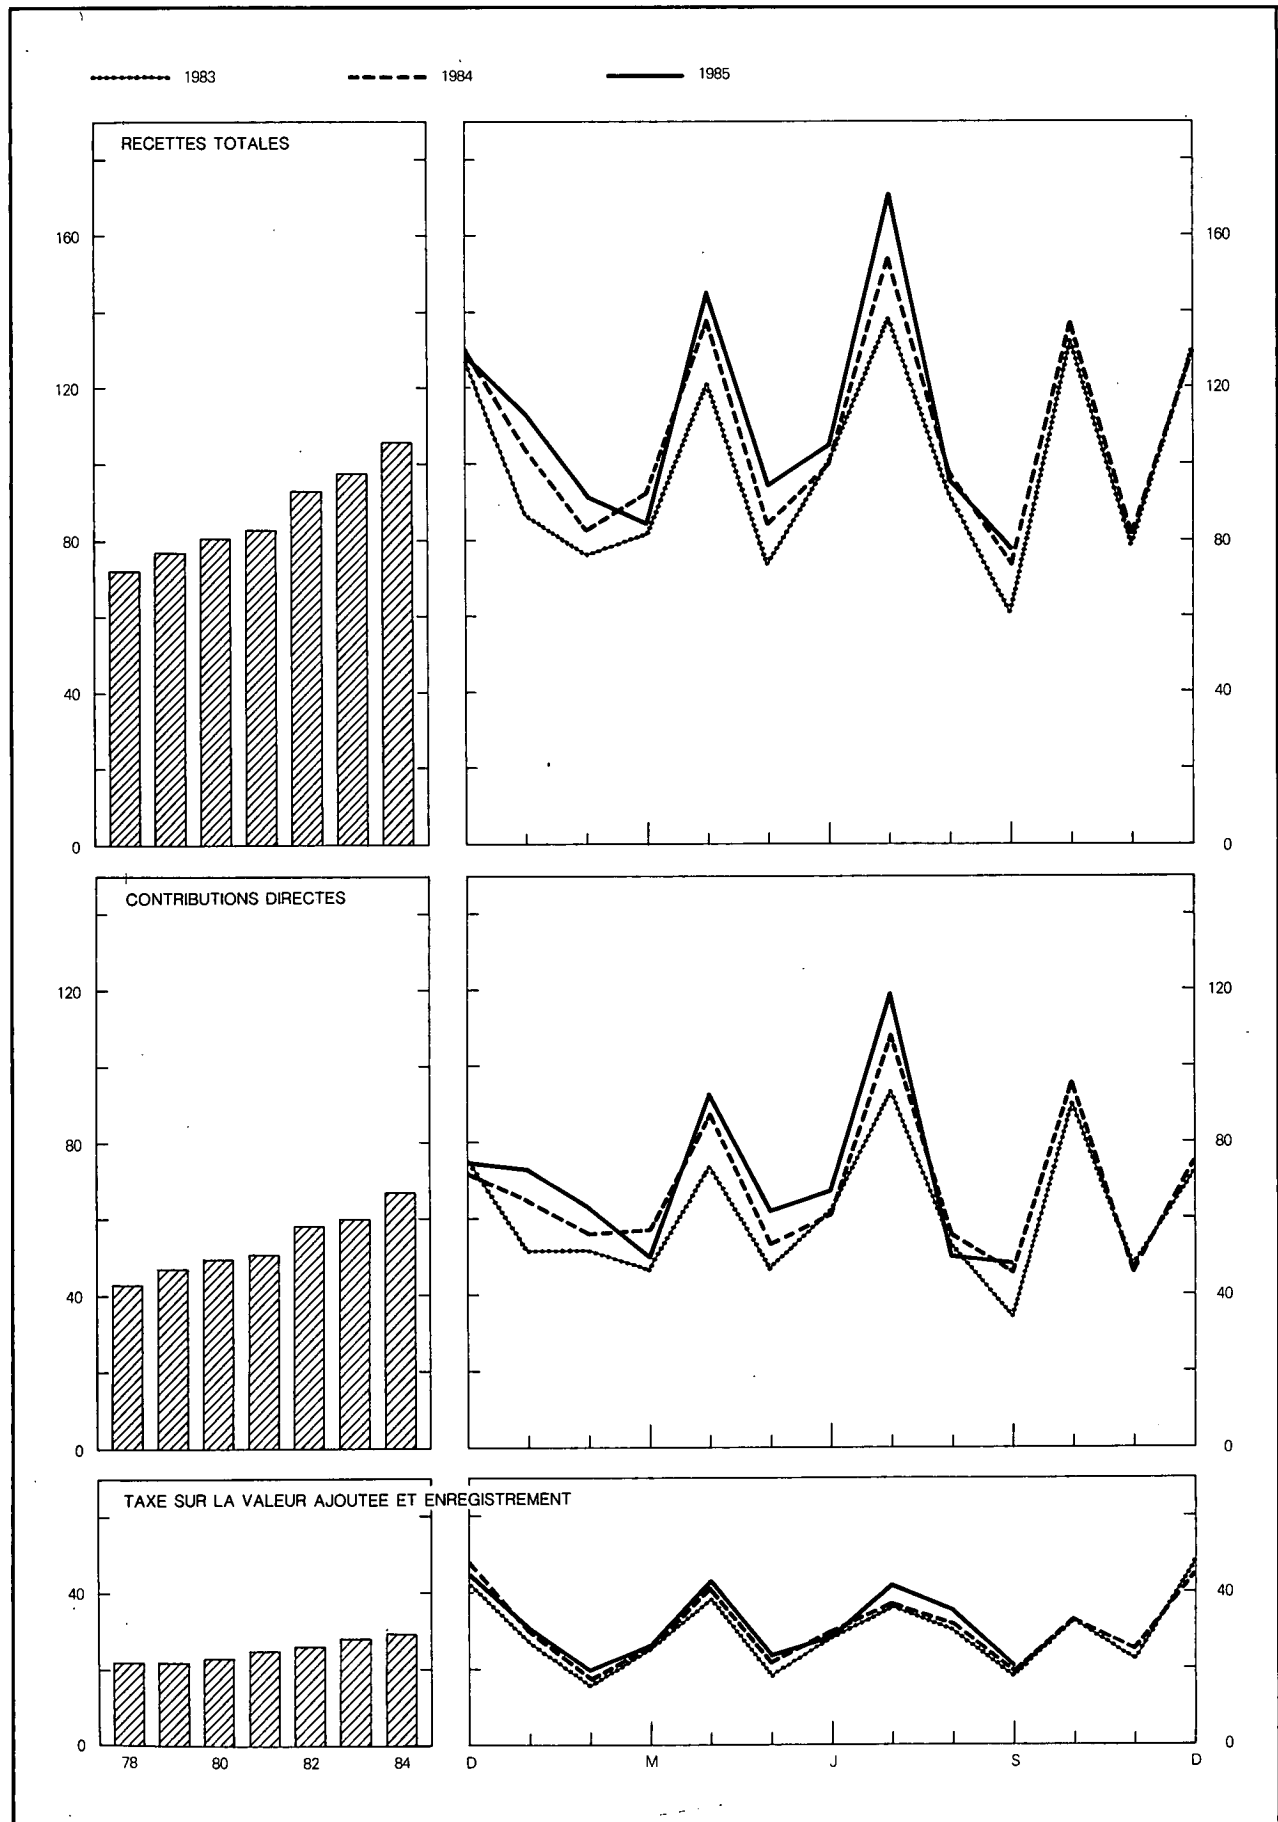 1983 1984 1985
RECETTES TOTALES
160 160
120 120
80 80
40 40
0 0
CONTRIBUTIONS DIRECTES
120 120
80 80
40 40
0 0
TAXE SUR LA VALEUR AJOUTEE ET ENREGISTREMENT
40 40
0 0
78 80 82 84 D M J S D